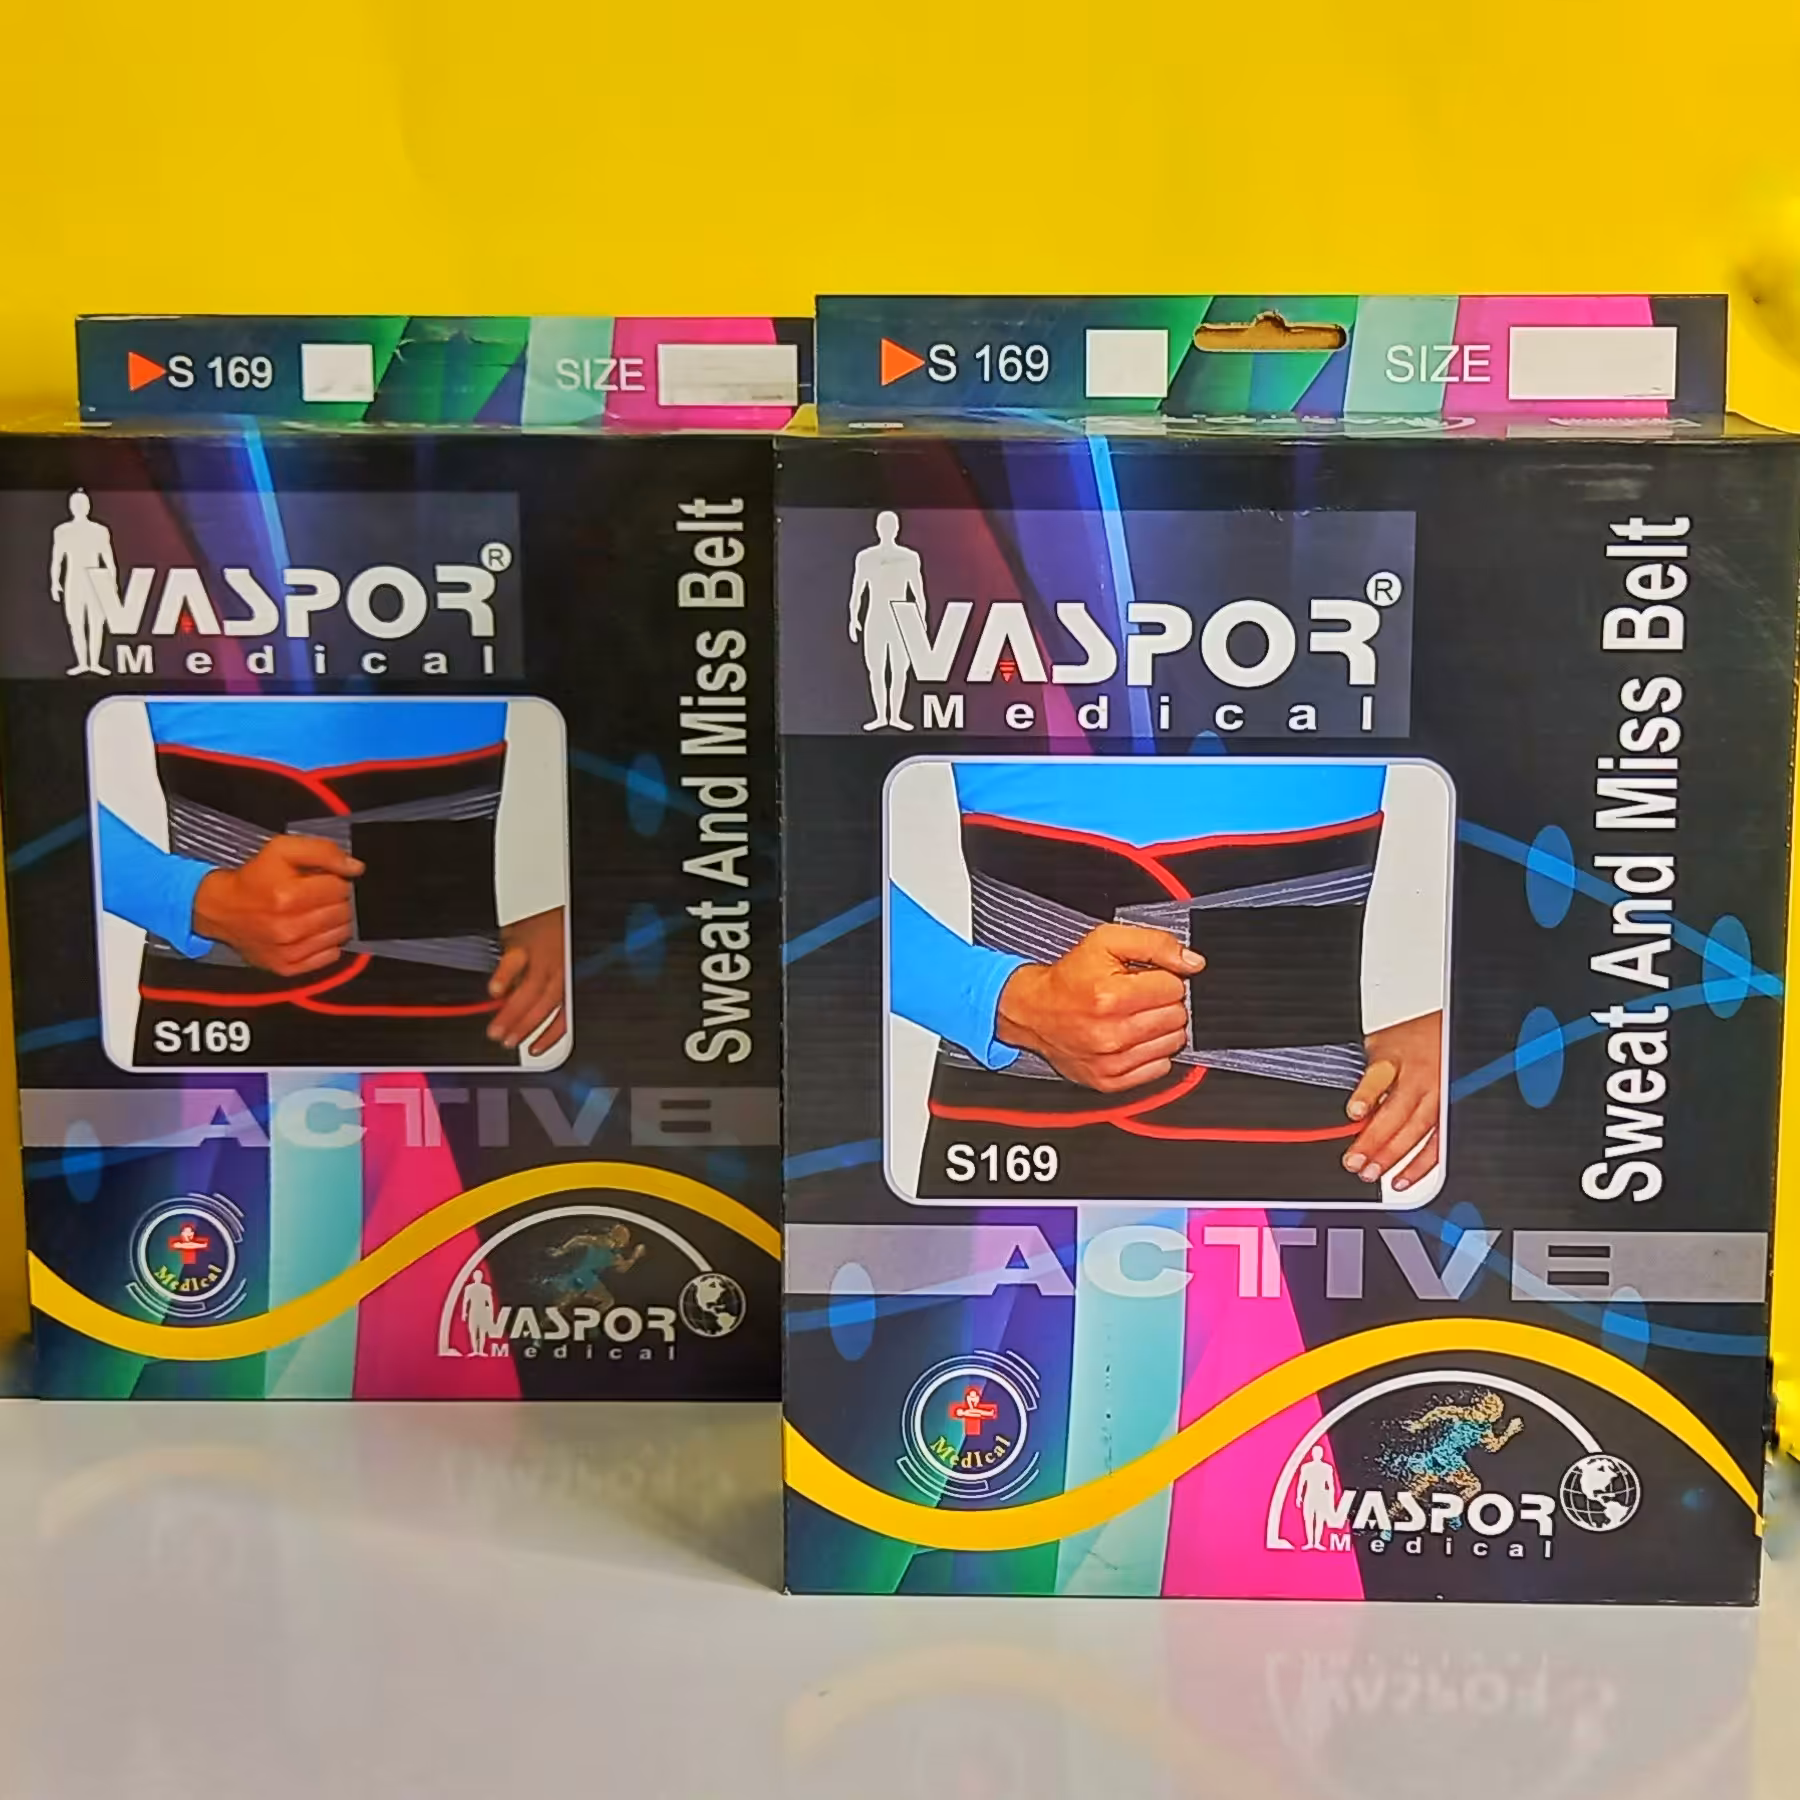 S 169
SIZE
VASPOR®
Medical
Sweat And Miss Belt
S169
ACTIVE
MedIcal
VASPOR
Medical
S 169
SIZE
VASPOR®
Medical
Sweat And Miss Belt
S169
ACTIVE
MedIcal
VASPOR
Medical